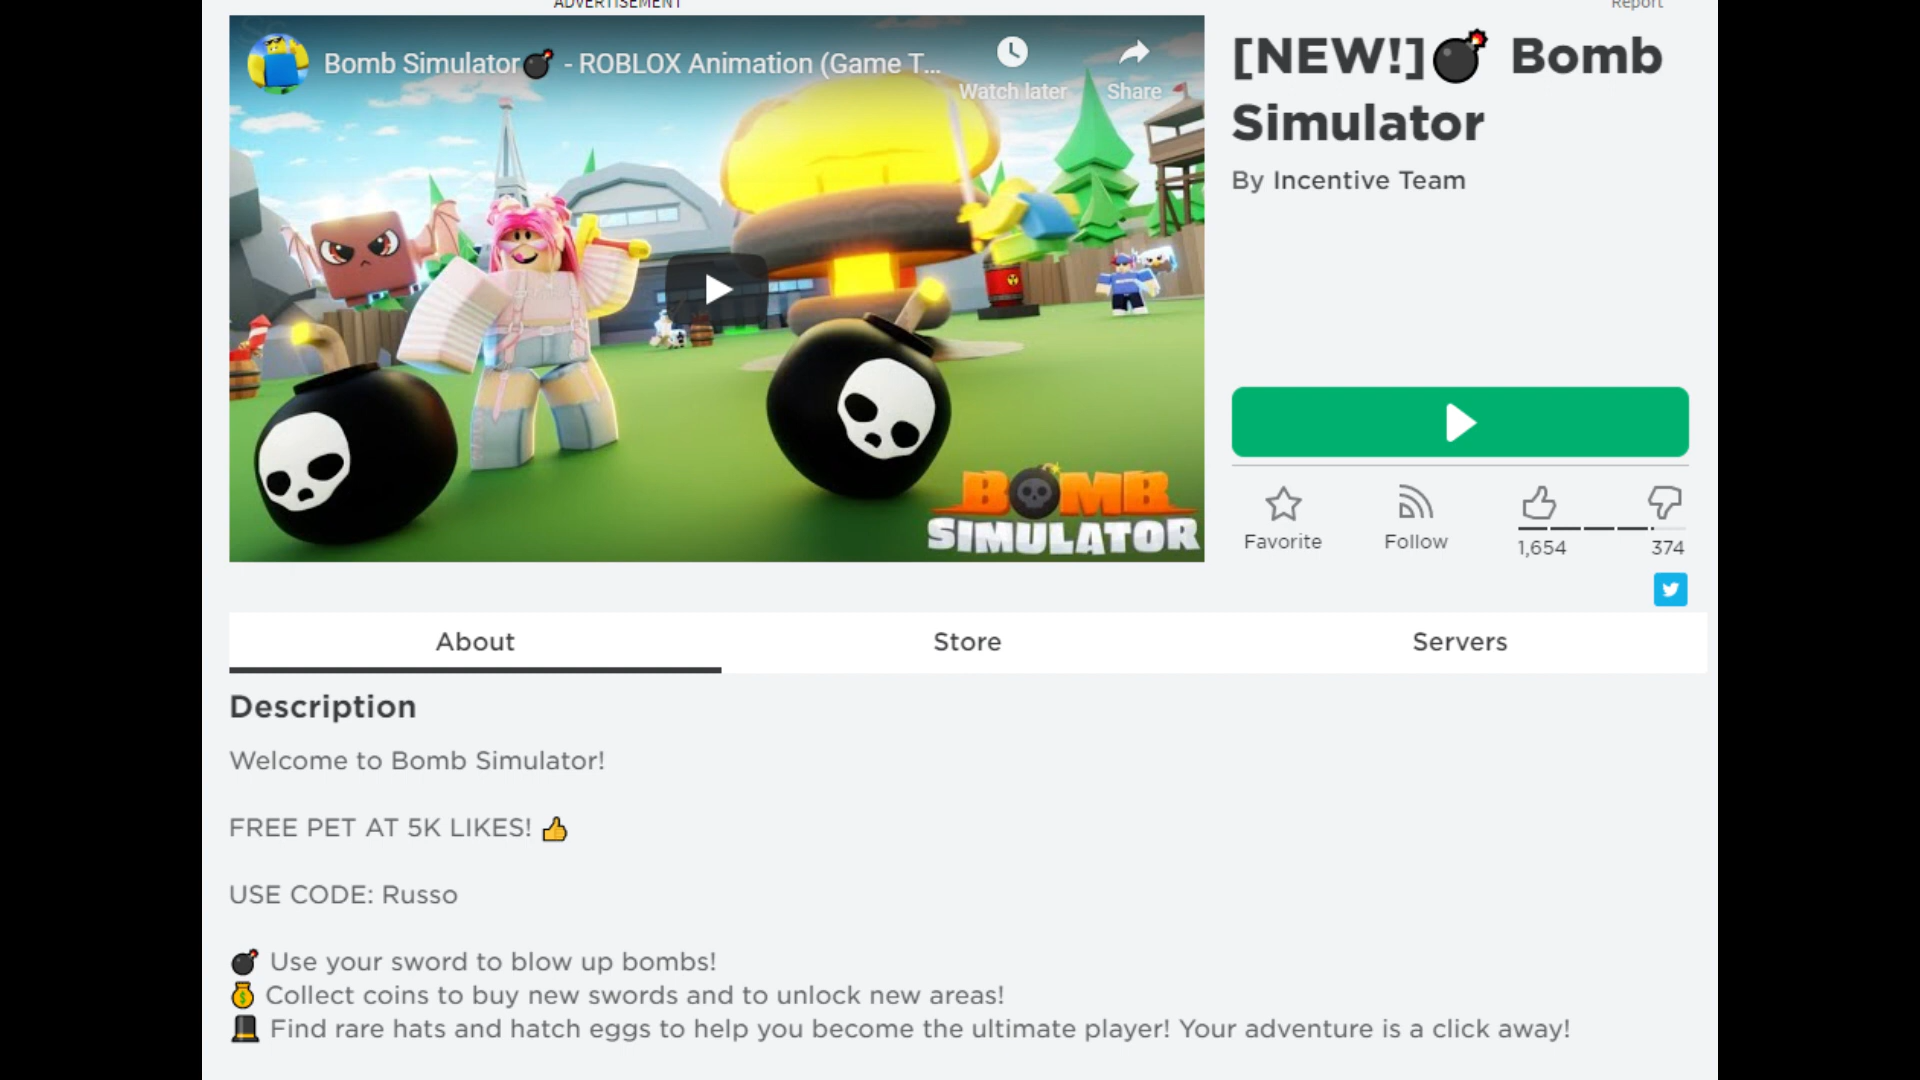 ADVERTISEMENT
Report
Bomb Simulator💣 - ROBLOX Animation (Game T...
Watch later
Share
BOMB
SIMULATOR
[NEW!]💣 Bomb
Simulator
By Incentive Team
Favorite
Follow
1,654
374
About
Store
Servers
Description
Welcome to Bomb Simulator!
FREE PET AT 5K LIKES! 👍
USE CODE: Russo
💣 Use your sword to blow up bombs!
💰 Collect coins to buy new swords and to unlock new areas!
🎩 Find rare hats and hatch eggs to help you become the ultimate player! Your adventure is a click away!